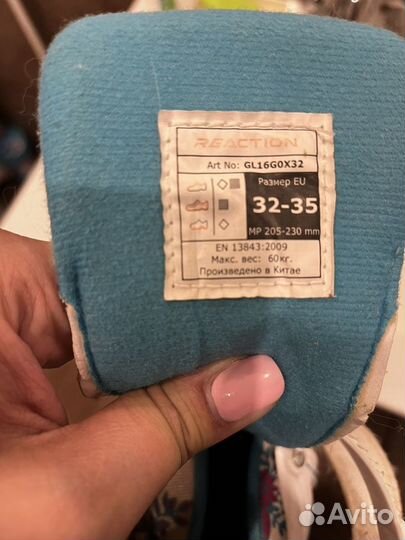 REACTION
Art No: GL16G0X32
Размер EU
32-35
MP 205-230 mm
EN 13843:2009
Макс. вес: 60кг.
Произведено в Китае
Avito